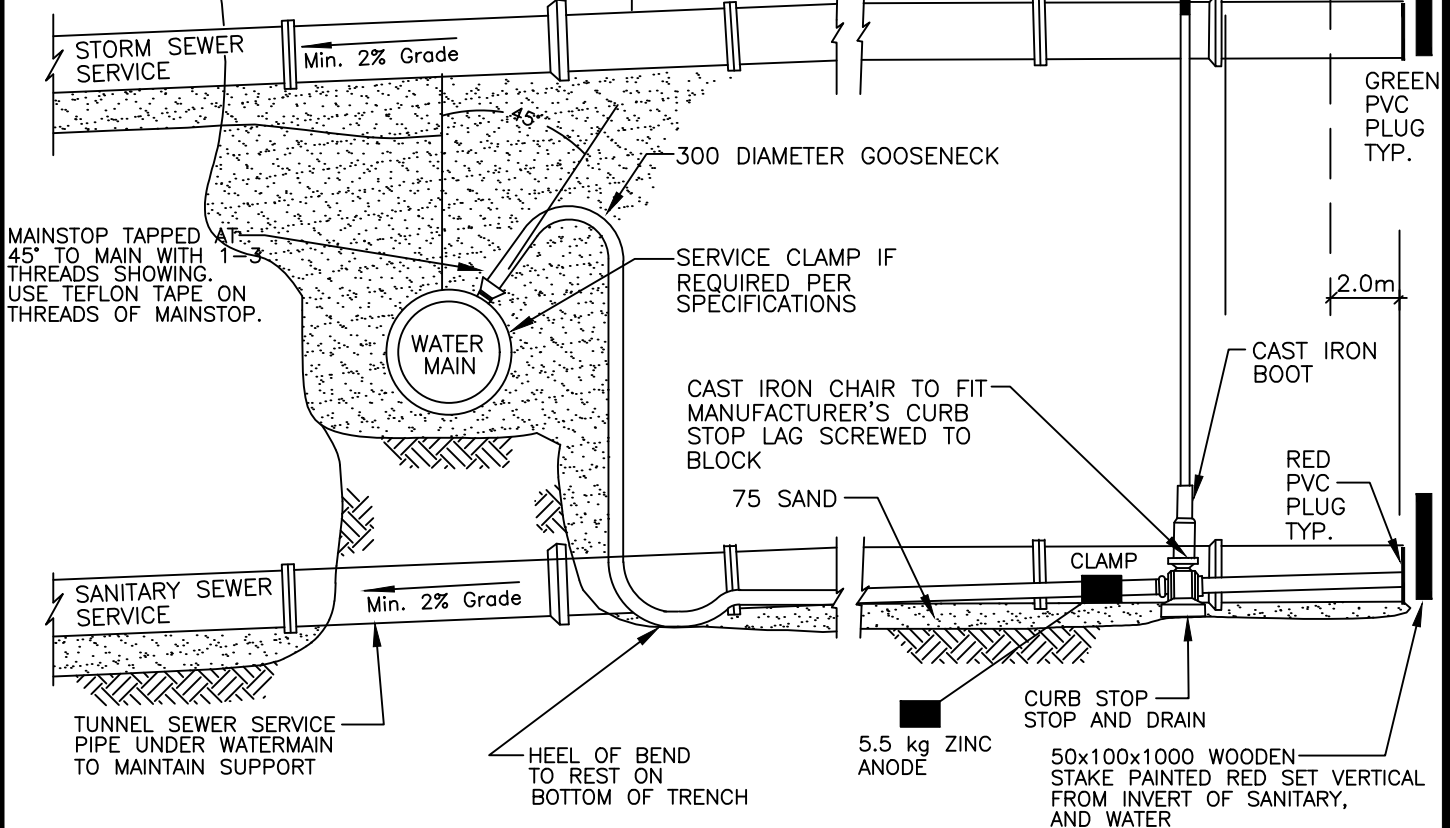 STORM SEWER
SERVICE
Min. 2% Grade
GREEN
PVC
PLUG
TYP.
45°
300 DIAMETER GOOSENECK
MAINSTOP TAPPED AT
45° TO MAIN WITH 1-3
THREADS SHOWING.
USE TEFLON TAPE ON
THREADS OF MAINSTOP.
SERVICE CLAMP IF
REQUIRED PER
SPECIFICATIONS
2.0m
WATER
MAIN
CAST IRON
BOOT
CAST IRON CHAIR TO FIT
MANUFACTURER'S CURB
STOP LAG SCREWED TO
BLOCK
75 SAND
RED
PVC
PLUG
TYP.
CLAMP
SANITARY SEWER
SERVICE
Min. 2% Grade
TUNNEL SEWER SERVICE
PIPE UNDER WATERMAIN
TO MAINTAIN SUPPORT
HEEL OF BEND
TO REST ON
BOTTOM OF TRENCH
5.5 kg ZINC
ANODE
CURB STOP
STOP AND DRAIN
50x100x1000 WOODEN
STAKE PAINTED RED SET VERTICAL
FROM INVERT OF SANITARY,
AND WATER